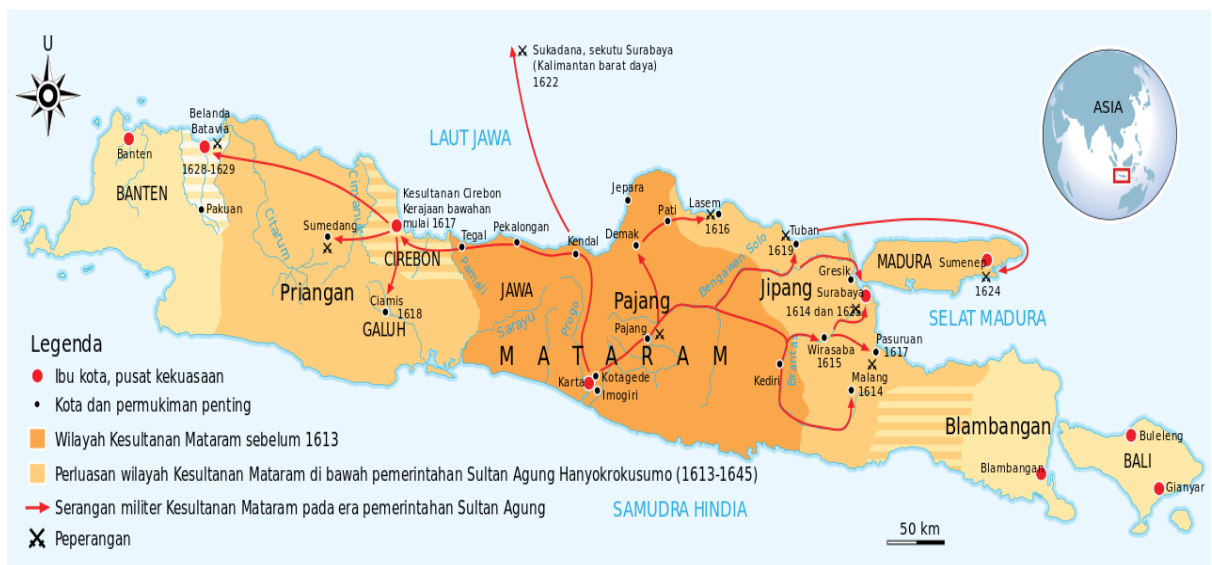 U
Sukadana, sekutu Surabaya
(Kalimantan barat daya)
1622
ASIA
LAUT JAWA
Belanda
Batavia
1628-1629
Banten
BANTEN
Pakuan
Citarum
Cimanuk
Sumedang
Priangan
Kesultanan Cirebon
Kerajaan bawahan
mulai 1617
CIREBON
Ciamis
1618
GALUH
Tegal
Pekalongan
Kendal
Pamali
JAWA
Sarayu
Progo
MATARAM
Jepara
Pati
Demak
Lasem
1616
Bengawan Solo
Pajang
Pajang
Karta
Kotagede
Imogiri
Tuban
1619
Jipang
Gresik
Surabaya
1614 dan 1625
MADURA
Sumenep
1624
SELAT MADURA
Wirasaba
1615
Pasuruan
1617
Kediri
Brantas
Malang
1614
Blambangan
Blambangan
Buleleng
BALI
Gianyar
SAMUDRA HINDIA
50 km
Legenda
Ibu kota, pusat kekuasaan
Kota dan permukiman penting
Wilayah Kesultanan Mataram sebelum 1613
Perluasan wilayah Kesultanan Mataram di bawah pemerintahan Sultan Agung Hanyokrokusumo (1613-1645)
Serangan militer Kesultanan Mataram pada era pemerintahan Sultan Agung
Peperangan